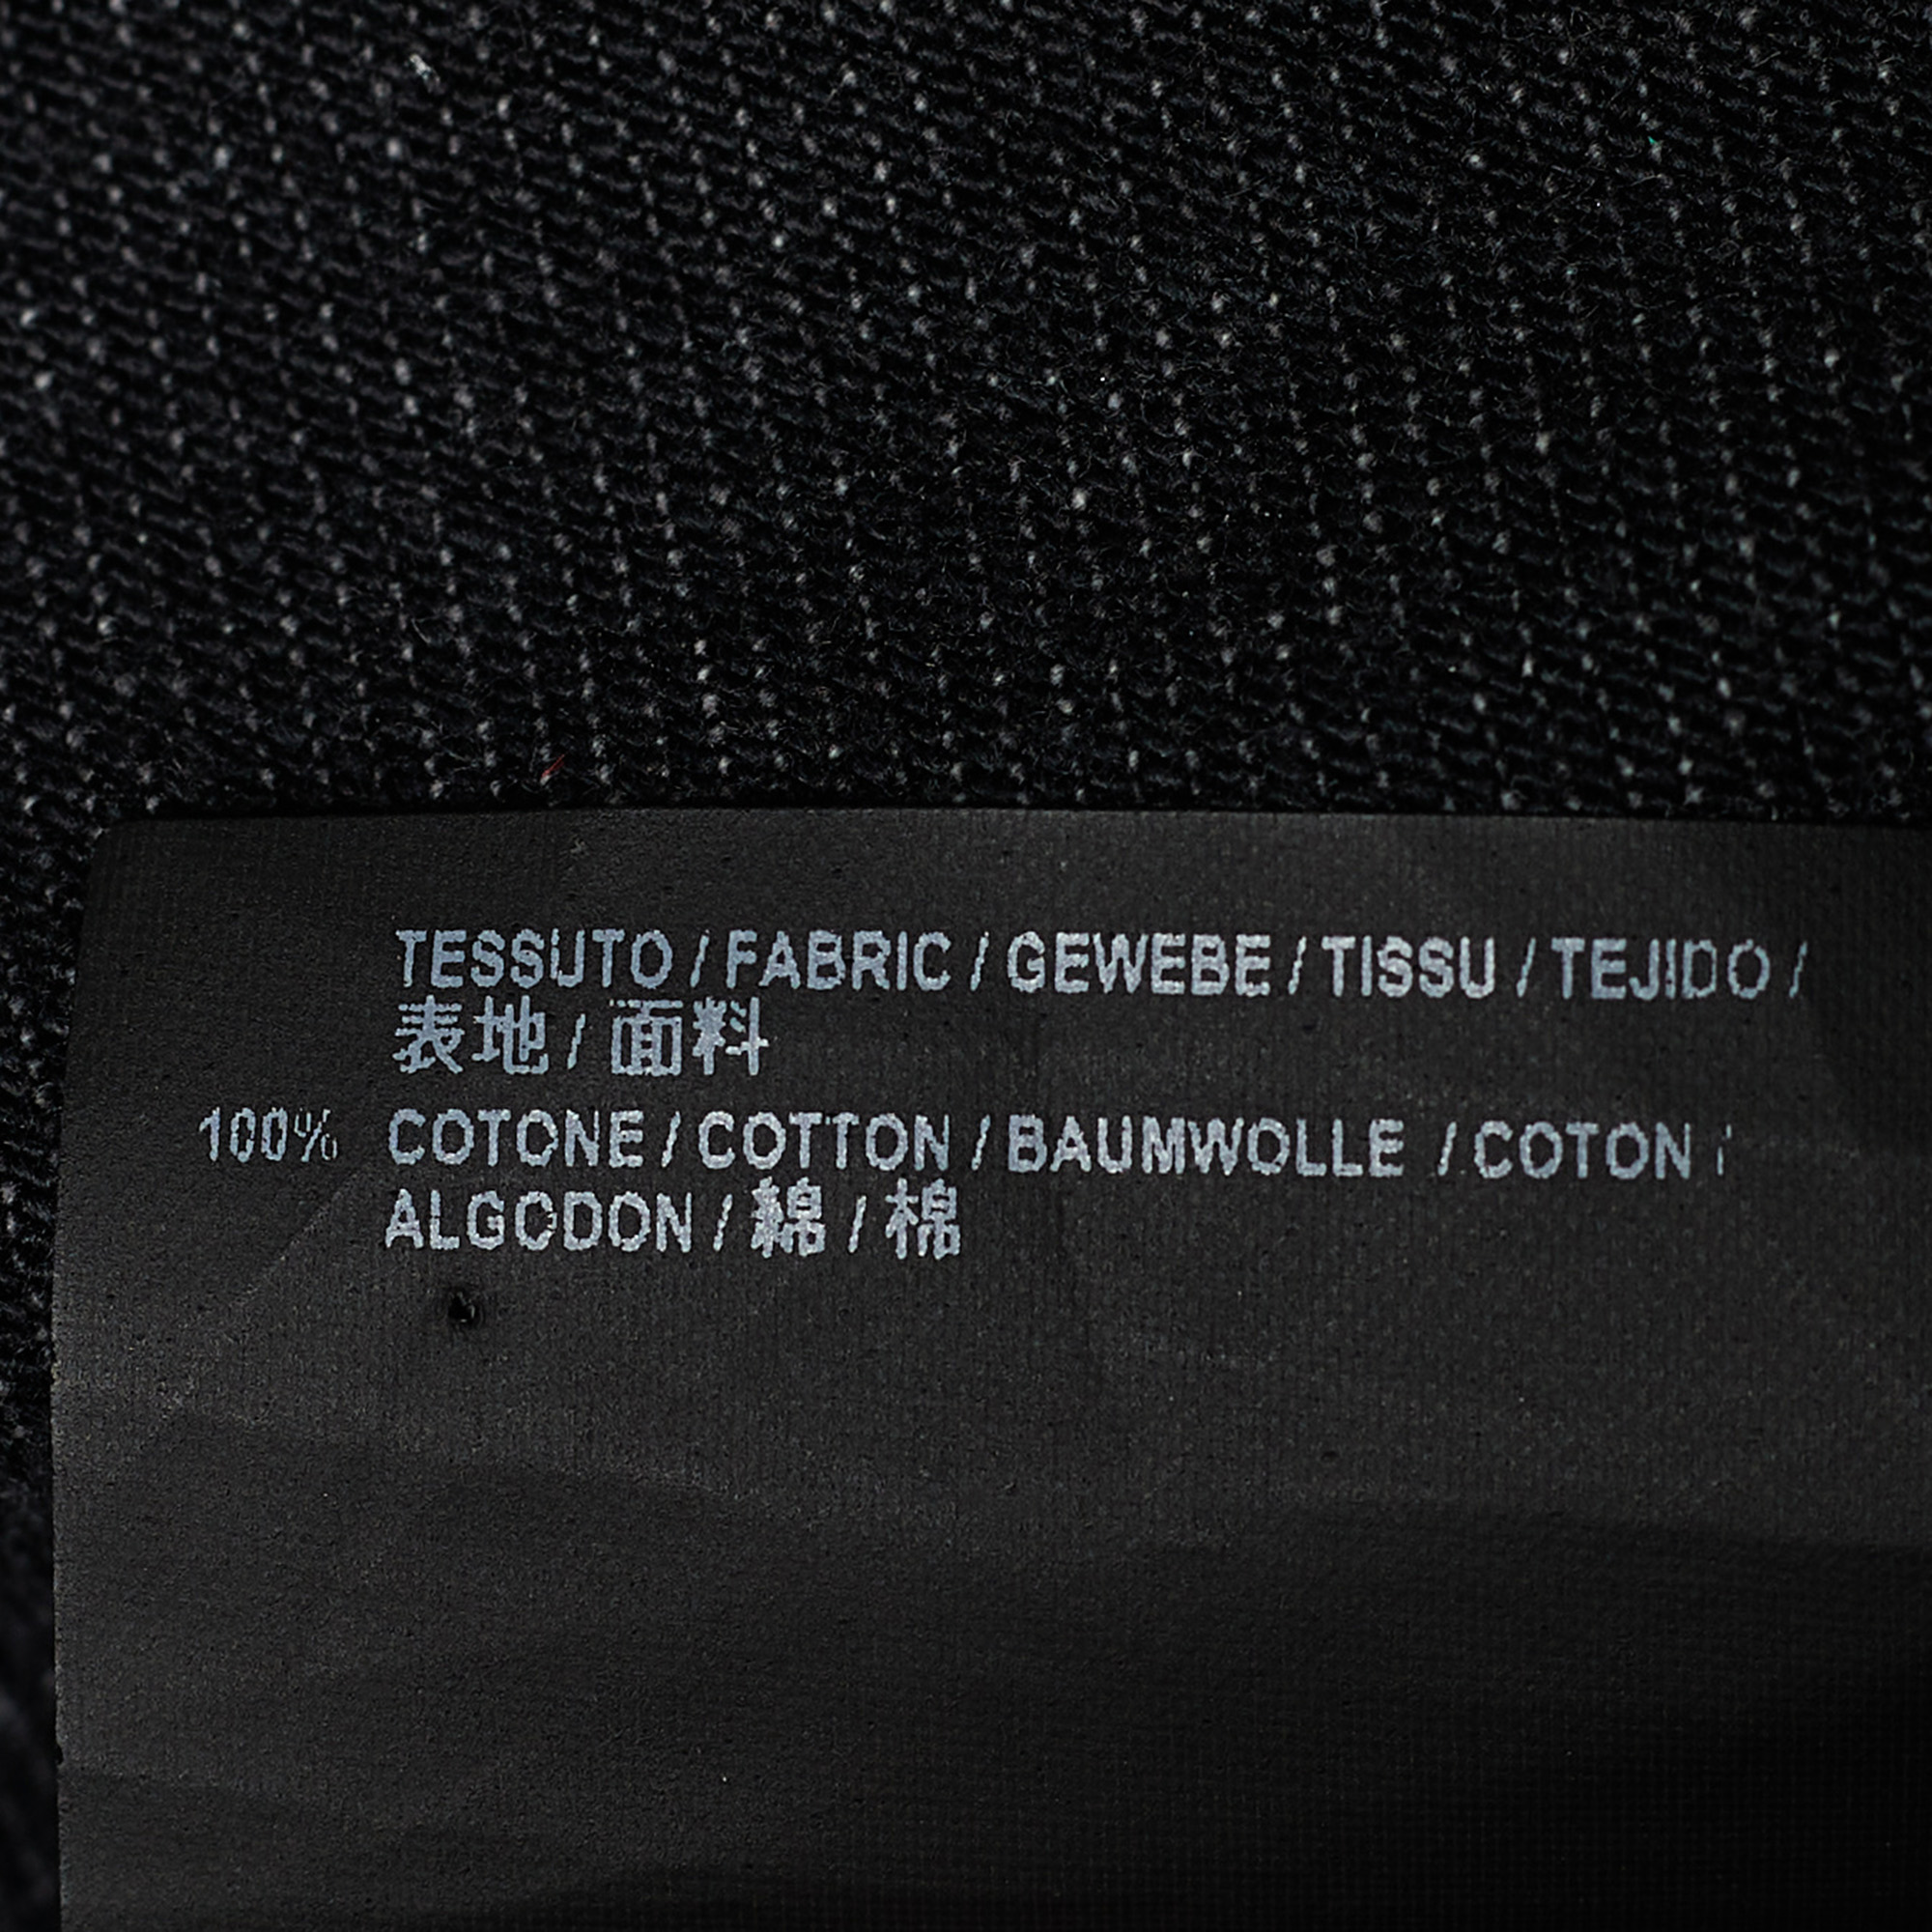 TESSUTO / FABRIC / GEWEBE / TISSU / TEJIDO /
表地 / 面料
100% COTONE / COTTON / BAUMWOLLE / COTON /
ALGODON / 綿 / 棉